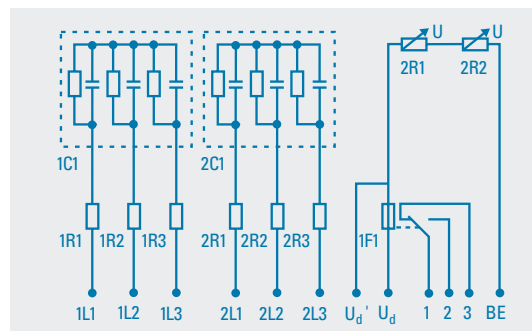 U U
2R1 2R2
1C1 2C1
1R1 1R2 1R3 2R1 2R2 2R3 1F1
1L1 1L2 1L3 2L1 2L2 2L3 Ud' Ud 1 2 3 BE